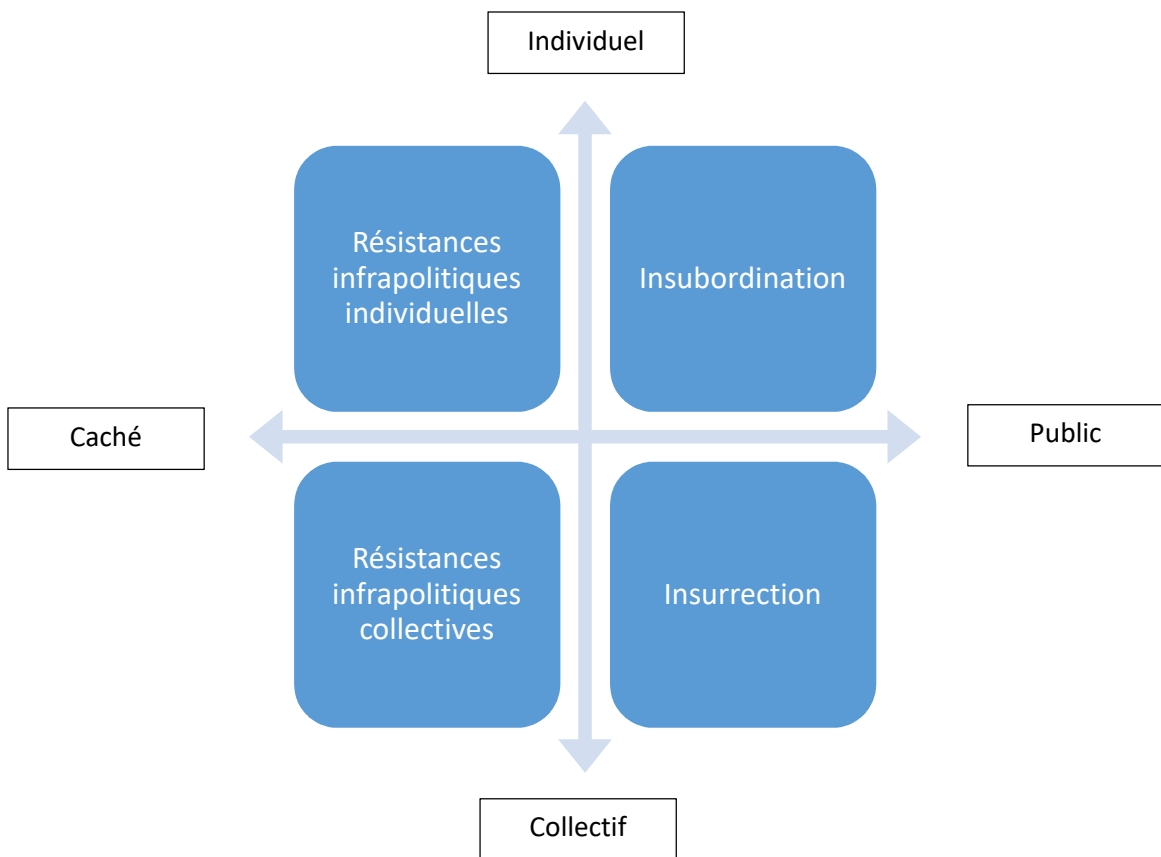 Individuel
Résistances
infrapolitiques
individuelles
Insubordination
Caché
Public
Résistances
infrapolitiques
collectives
Insurrection
Collectif